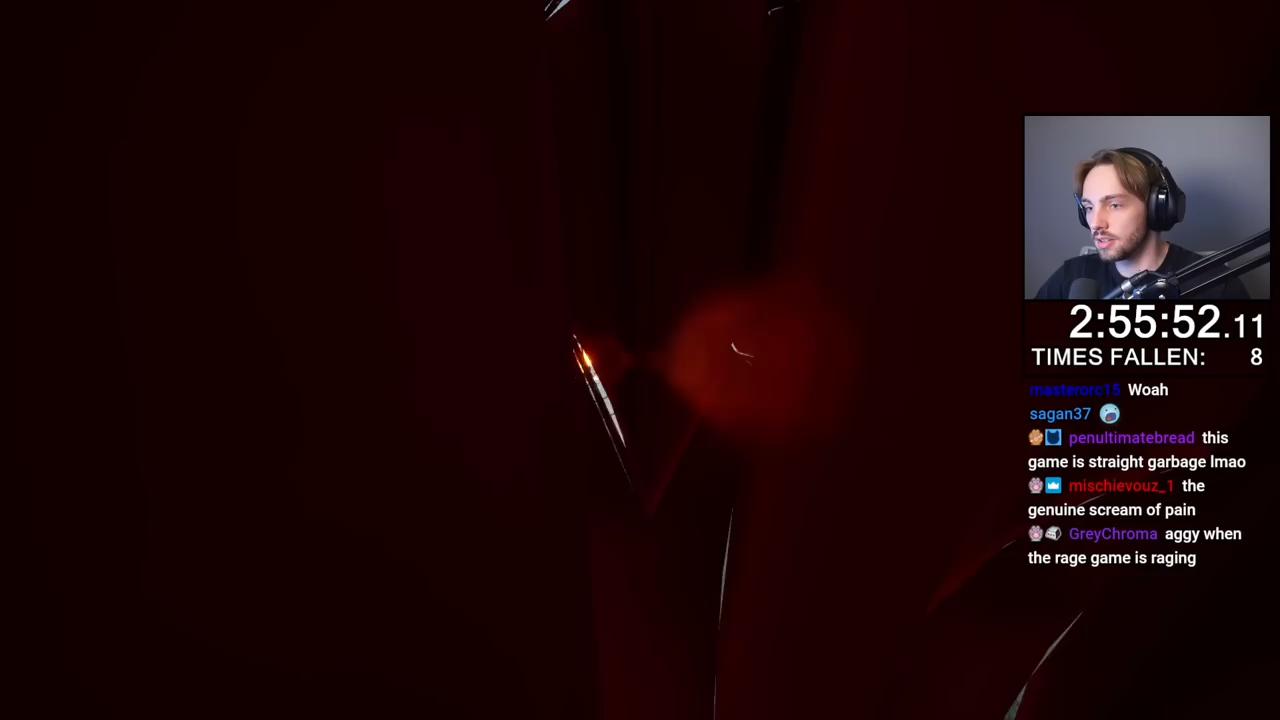 2:55:52.11
TIMES FALLEN: 8
masterorc15 Woah
sagan37
penultimatebread this
game is straight garbage lmao
mischievouz_1 the
genuine scream of pain
GreyChroma aggy when
the rage game is raging